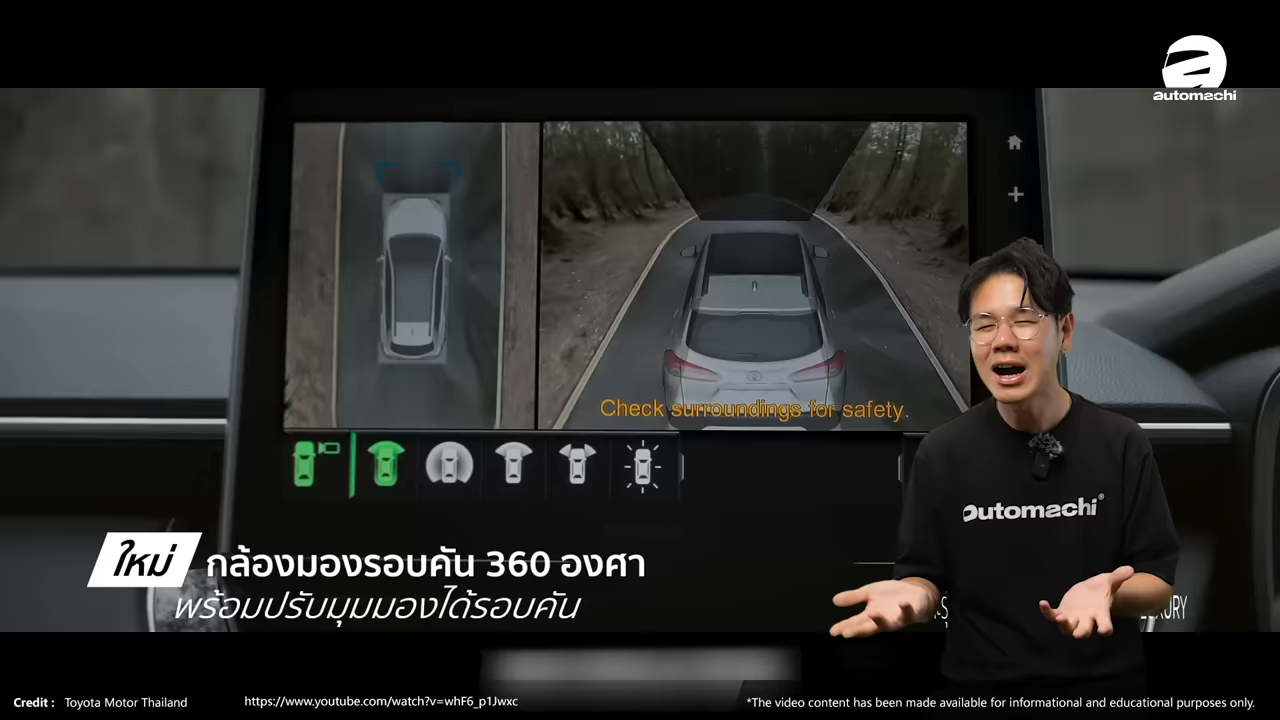 automachi
Check surroundings for safety.
automachi®
ใหม่ กล้องมองรอบคัน 360 องศา
พร้อมปรับมุมมองได้รอบคัน
Credit : Toyota Motor Thailand
https://www.youtube.com/watch?v=whF6_p1Jwxc
*The video content has been made available for informational and educational purposes only.